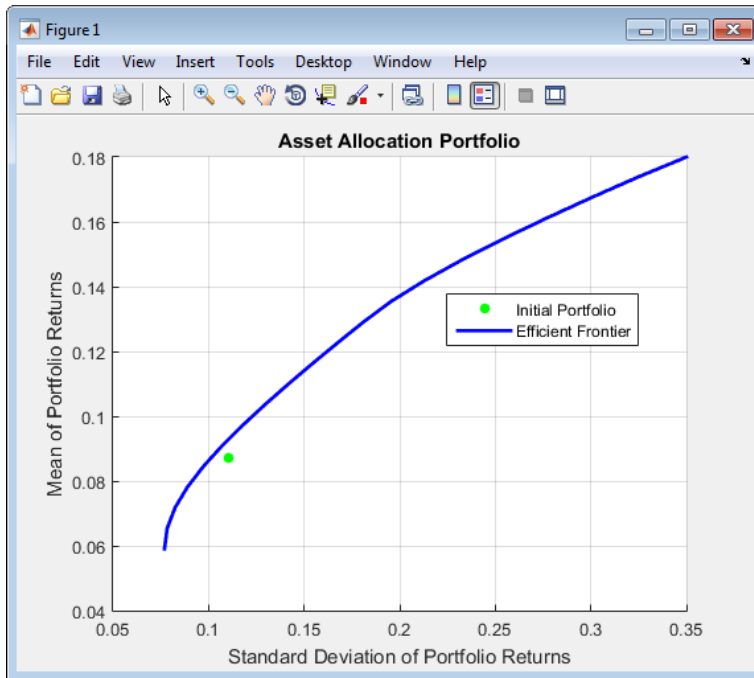 Figure 1
File Edit View Insert Tools Desktop Window Help
Asset Allocation Portfolio
0.18
0.16
0.14
0.12
0.1
0.08
0.06
0.04
Mean of Portfolio Returns
Initial Portfolio
Efficient Frontier
0.05 0.1 0.15 0.2 0.25 0.3 0.35
Standard Deviation of Portfolio Returns